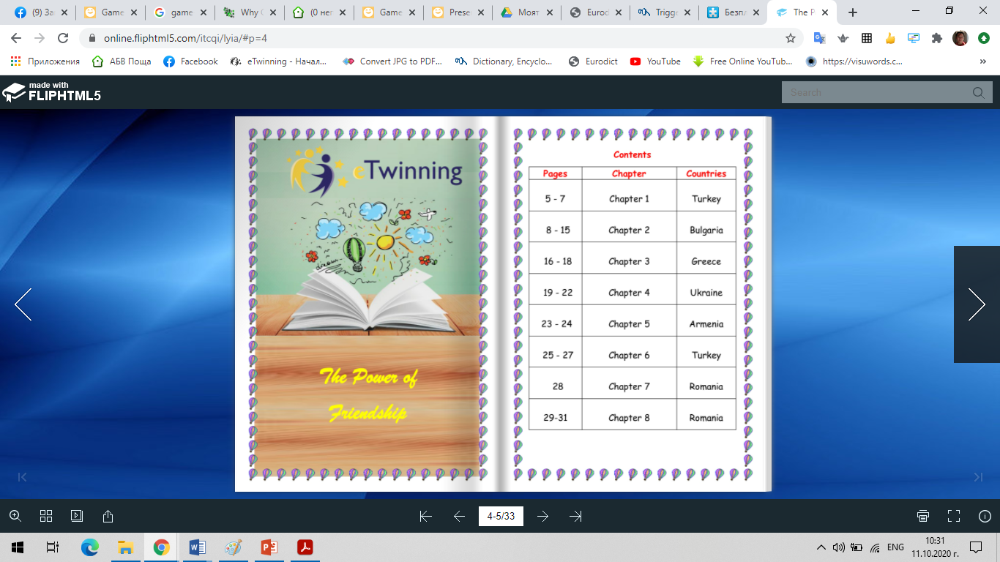 (9) За
Game
game
Why
(0 нег
Game
Prese
Моят
Eurod
Trigge
Безпл
The P
online.fliphtml5.com/itcqi/lyia/#p=4
Приложения
АБВ Поща
Facebook
eTwinning - Начал...
Convert JPG to PDF...
Dictionary, Encyclo...
Eurodict
YouTube
Free Online YouTub...
https://visuwords.c...
»
made with
FLIPHTML5
Search
eTwinning
dream
The Power of
Friendship
Contents
Pages Chapter Countries
5 - 7 Chapter 1 Turkey
8 - 15 Chapter 2 Bulgaria
16 - 18 Chapter 3 Greece
19 - 22 Chapter 4 Ukraine
23 - 24 Chapter 5 Armenia
25 - 27 Chapter 6 Turkey
28 Chapter 7 Romania
29-31 Chapter 8 Romania
4-5/33
ENG
10:31
11.10.2020 г.